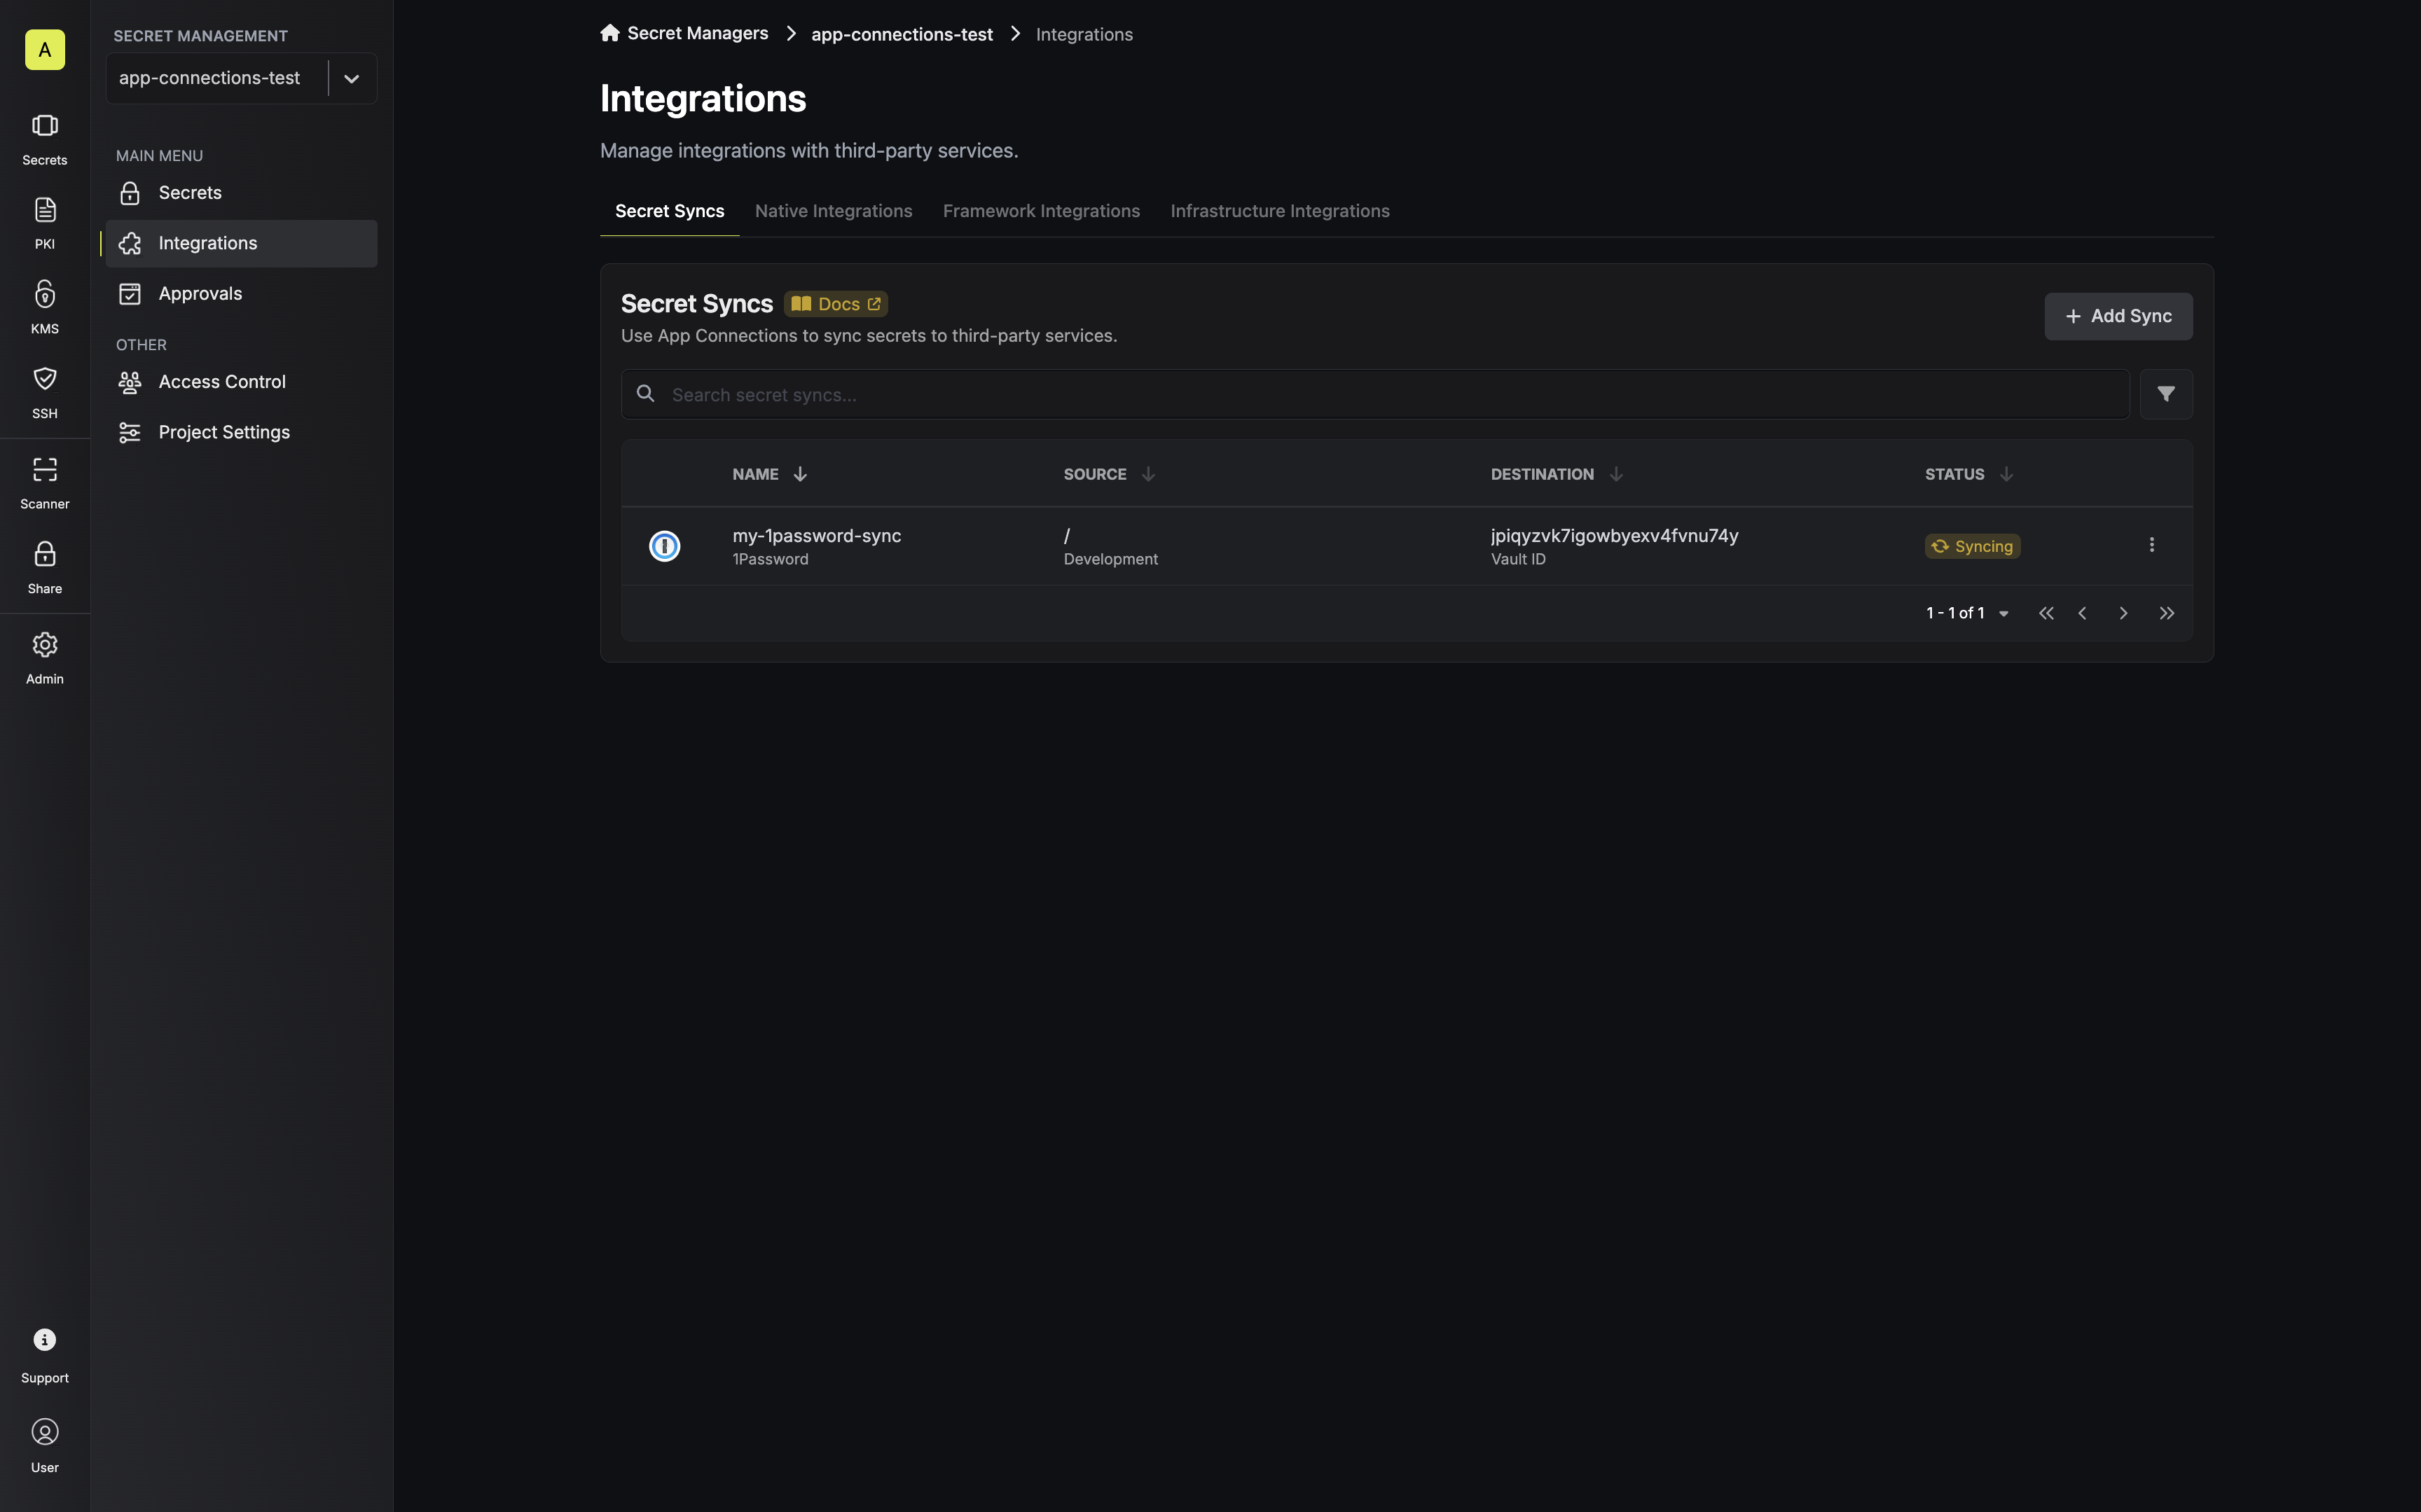 A
Secrets
PKI
KMS
SSH
Scanner
Share
Admin
Support
User
SECRET MANAGEMENT
app-connections-test
MAIN MENU
Secrets
Integrations
Approvals
OTHER
Access Control
Project Settings
Secret Managers
app-connections-test
Integrations
Integrations
Manage integrations with third-party services.
Secret Syncs
Native Integrations
Framework Integrations
Infrastructure Integrations
Secret Syncs
Docs
Use App Connections to sync secrets to third-party services.
Add Sync
Search secret syncs...
NAME
SOURCE
DESTINATION
STATUS
my-1password-sync
1Password
/
Development
jpiqyzvk7igowbyexv4fvnu74y
Vault ID
Syncing
1 - 1 of 1